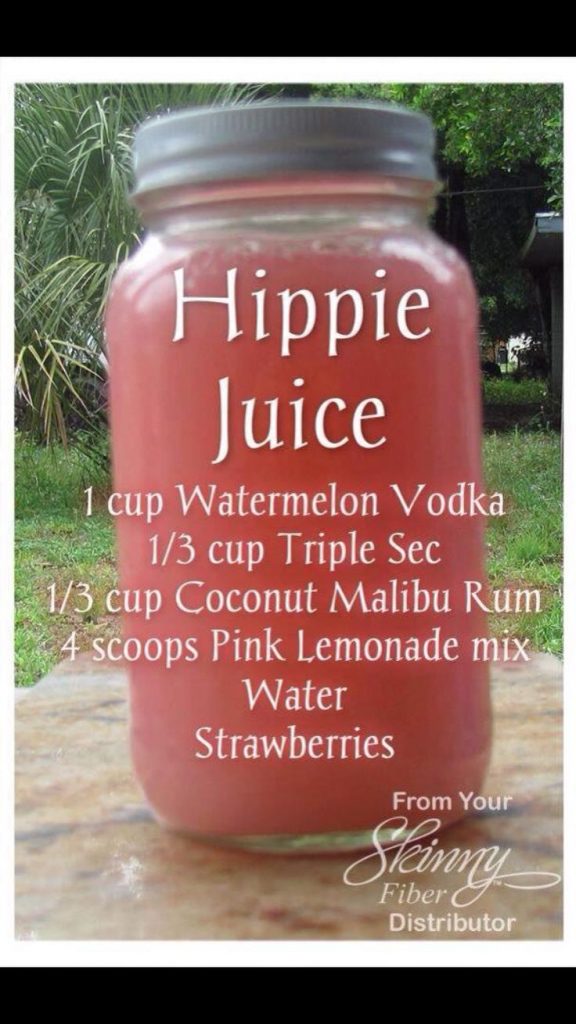 Hippie
Juice
1 cup Watermelon Vodka
1/3 cup Triple Sec
1/3 cup Coconut Malibu Rum
4 scoops Pink Lemonade mix
Water
Strawberries
From Your
Skinny™
Fiber
Distributor